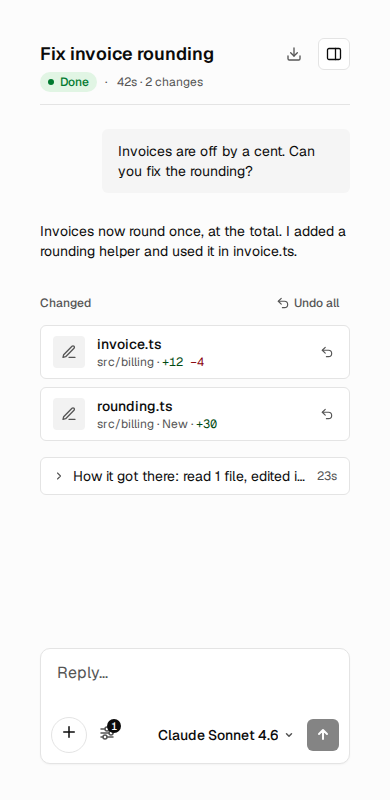 Fix invoice rounding
Done · 42s · 2 changes
Invoices are off by a cent. Can
you fix the rounding?
Invoices now round once, at the total. I added a
rounding helper and used it in invoice.ts.
Changed
Undo all
invoice.ts
src/billing · +12 −4
rounding.ts
src/billing · New · +30
How it got there: read 1 file, edited i... 23s
Reply...
1
Claude Sonnet 4.6